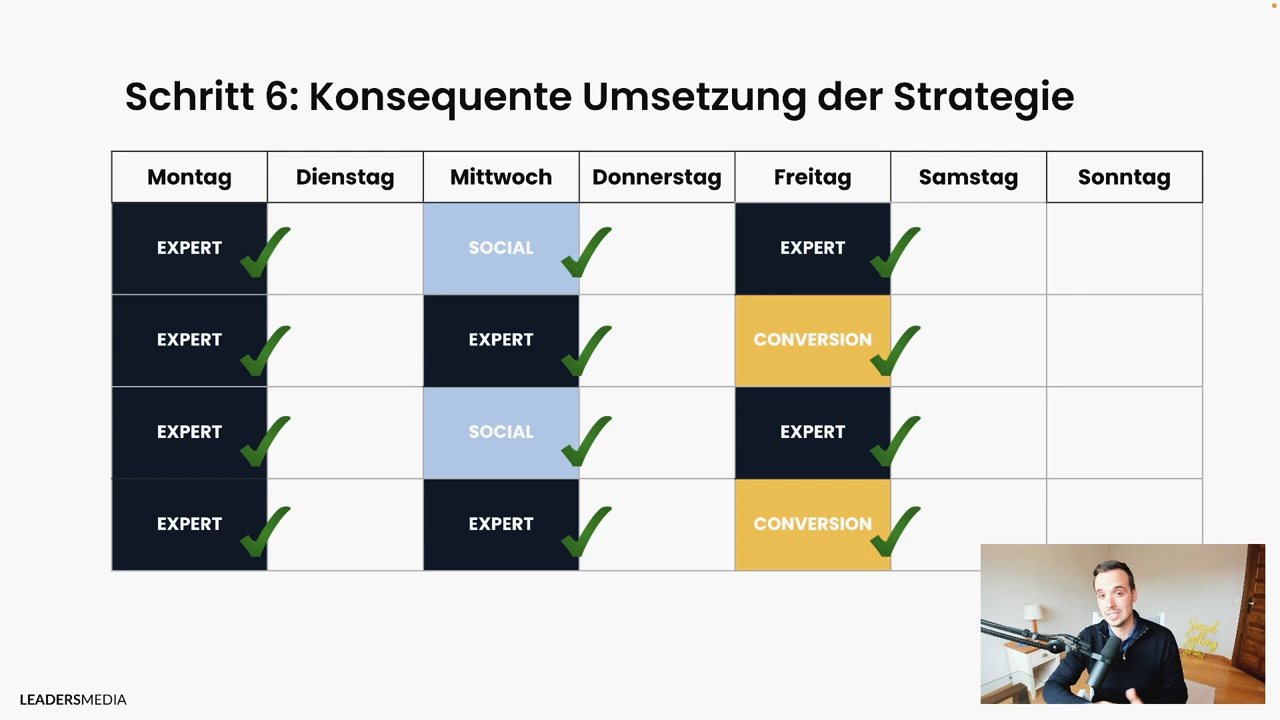 Schritt 6: Konsequente Umsetzung der Strategie
Montag Dienstag Mittwoch Donnerstag Freitag Samstag Sonntag
EXPERT SOCIAL EXPERT
EXPERT EXPERT CONVERSION
EXPERT SOCIAL EXPERT
EXPERT EXPERT CONVERSION
LEADERSMEDIA